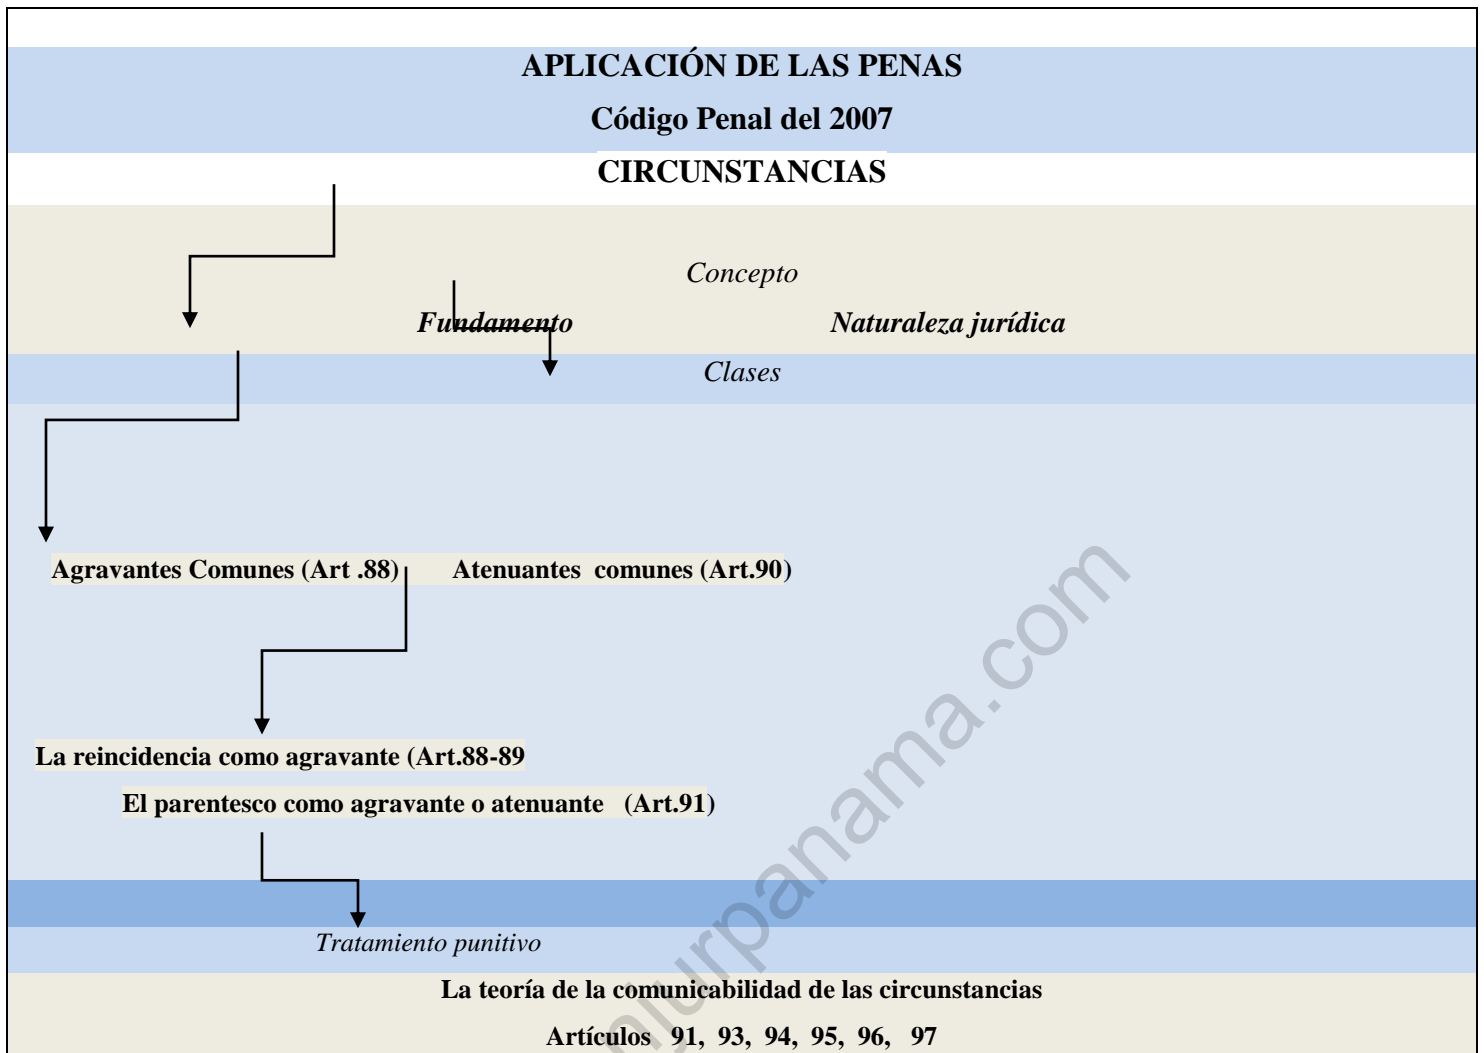 APLICACIÓN DE LAS PENAS
Código Penal del 2007
CIRCUNSTANCIAS
Concepto
Fundamento Naturaleza jurídica
Clases
Agravantes Comunes (Art .88) Atenuantes comunes (Art.90)
La reincidencia como agravante (Art.88-89
El parentesco como agravante o atenuante (Art.91)
Tratamiento punitivo
La teoría de la comunicabilidad de las circunstancias
Artículos 91, 93, 94, 95, 96, 97
njurpanama.com